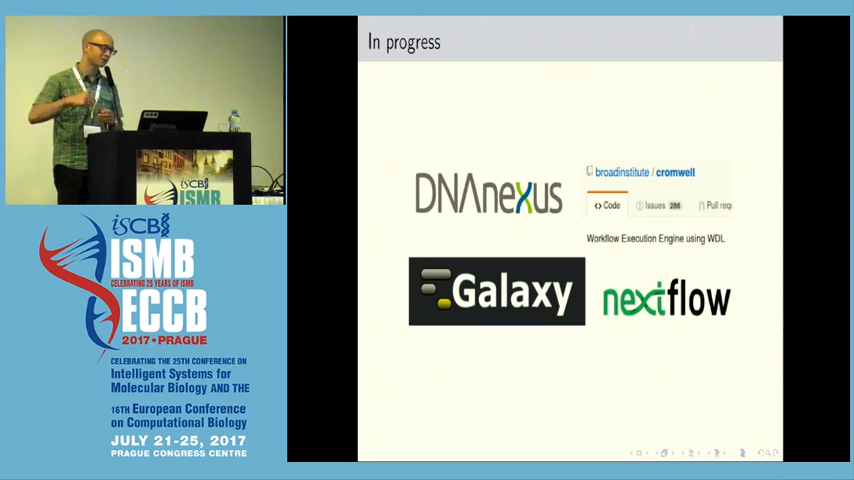 In progress
DNAnexus
broadinstitute / cromwell
Code
Issues 286
Pull requ
Workflow Execution Engine using WDL
Galaxy
nextflow
iSCB
ISMB
iSCB
ISMB
CELEBRATING 25 YEARS OF ISMB
ECCB
2017 • PRAGUE
CELEBRATING THE 25TH CONFERENCE ON
Intelligent Systems for
Molecular Biology AND THE
16TH European Conference
on Computational Biology
JULY 21-25, 2017
PRAGUE CONGRESS CENTRE